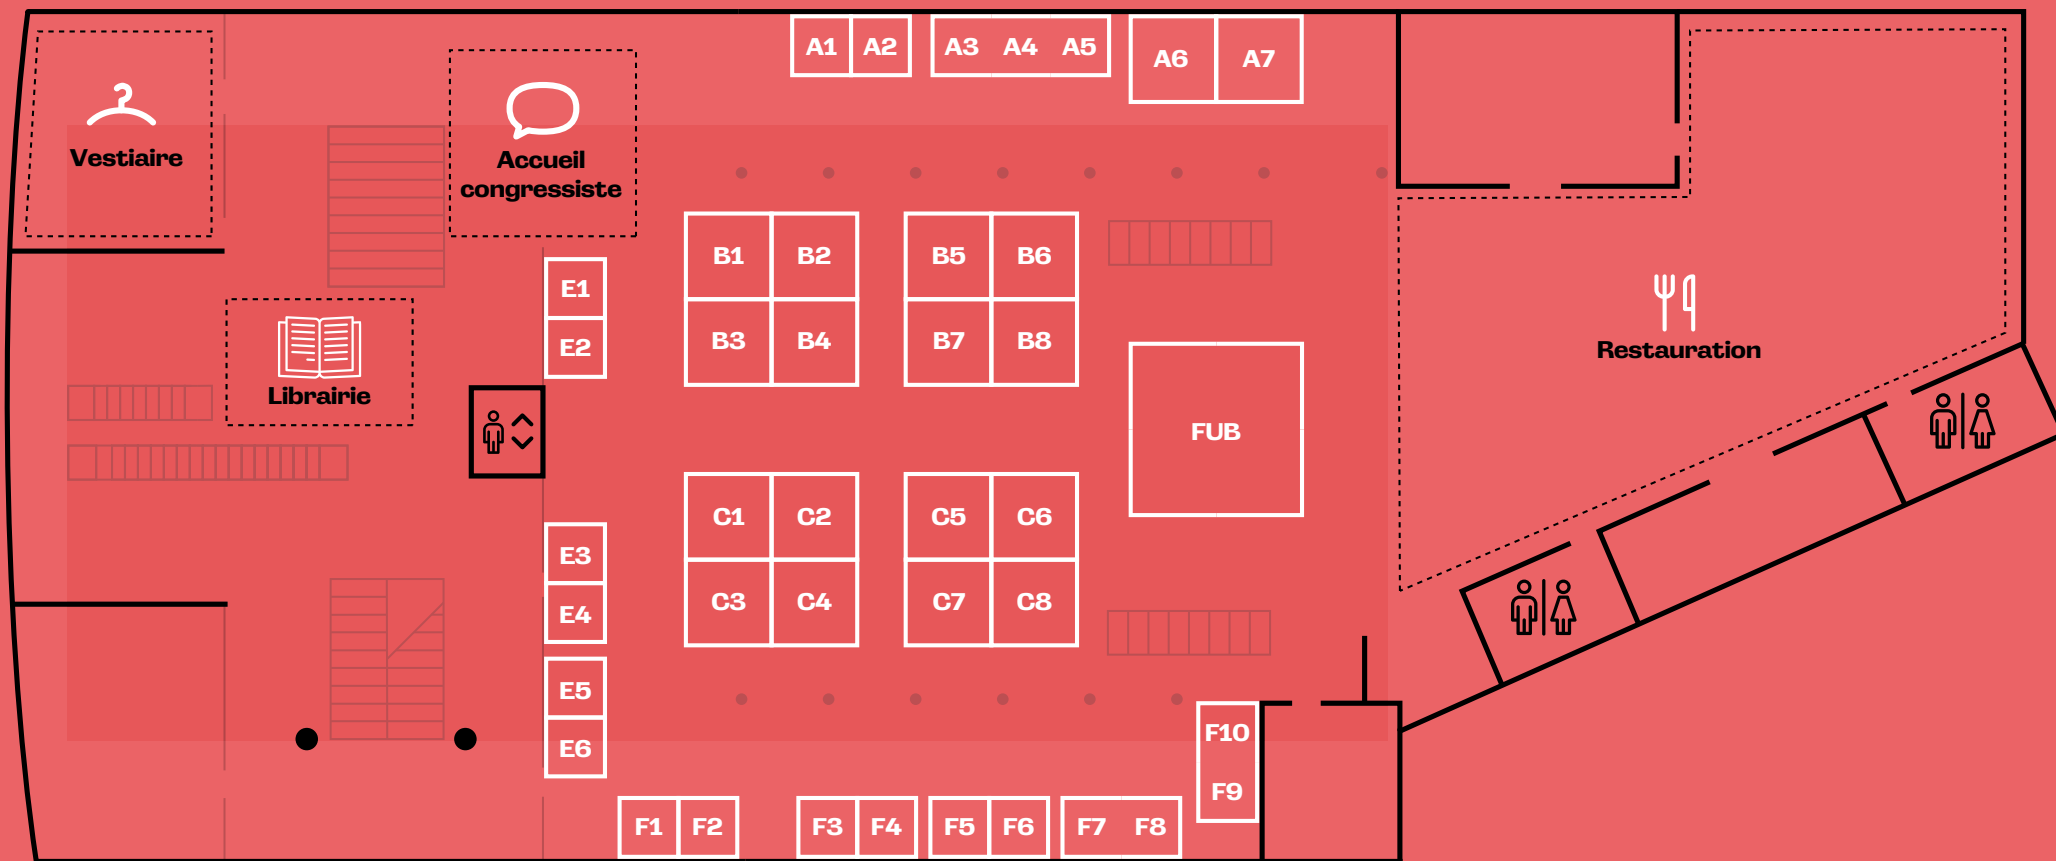 A1 A2 A3 A4 A5 A6 A7
Vestiaire
Accueil
congressiste
B1 B2 B5 B6
E1
B3 B4 B7 B8
E2
Restauration
Librairie
FUB
C1 C2 C5 C6
E3
C3 C4 C7 C8
E4
E5
E6
F10
F9
F1 F2 F3 F4 F5 F6 F7 F8